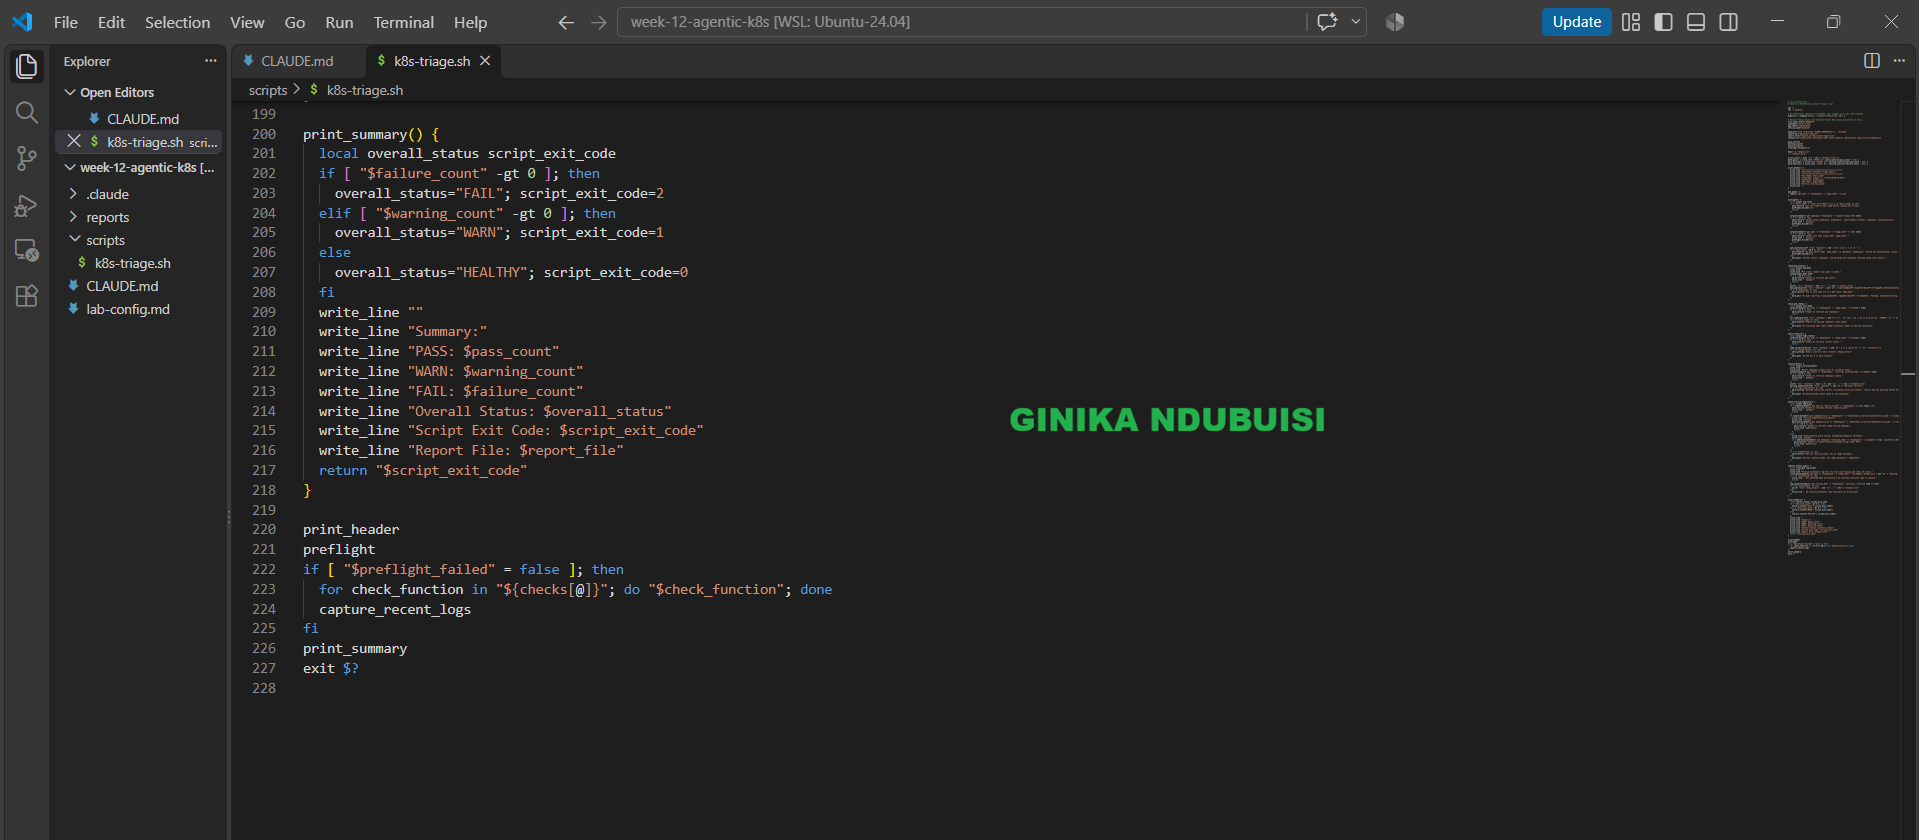 File Edit Selection View Go Run Terminal Help
week-12-agentic-k8s [WSL: Ubuntu-24.04]
Update
Explorer
Open Editors
CLAUDE.md
k8s-triage.sh scri...
week-12-agentic-k8s [...
.claude
reports
scripts
k8s-triage.sh
CLAUDE.md
lab-config.md
CLAUDE.md
k8s-triage.sh
scripts > $ k8s-triage.sh
199
200 print_summary() {
201 local overall_status script_exit_code
202 if [ "$failure_count" -gt 0 ]; then
203 overall_status="FAIL"; script_exit_code=2
204 elif [ "$warning_count" -gt 0 ]; then
205 overall_status="WARN"; script_exit_code=1
206 else
207 overall_status="HEALTHY"; script_exit_code=0
208 fi
209 write_line ""
210 write_line "Summary:"
211 write_line "PASS: $pass_count"
212 write_line "WARN: $warning_count"
213 write_line "FAIL: $failure_count"
214 write_line "Overall Status: $overall_status"
215 write_line "Script Exit Code: $script_exit_code"
216 write_line "Report File: $report_file"
217 return "$script_exit_code"
218 }
219
220 print_header
221 preflight
222 if [ "$preflight_failed" = false ]; then
223 for check_function in "${checks[@]}"; do "$check_function"; done
224 capture_recent_logs
225 fi
226 print_summary
227 exit $?
228
GINIKA NDUBUISI